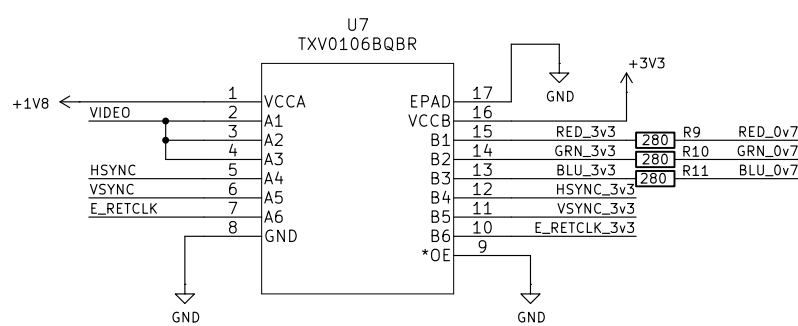 U7
TXV0106BQBR
+3V3
+1V8
1 VCCA
EPAD 17
GND
VIDEO 2 A1
VCCB 16
3 A2
B1 15 RED_3v3 280 R9 RED_0v7
4 A3
B2 14 GRN_3v3 280 R10 GRN_0v7
HSYNC 5 A4
B3 13 BLU_3v3 280 R11 BLU_0v7
VSYNC 6 A5
B4 12 HSYNC_3v3
E_RETCLK 7 A6
B5 11 VSYNC_3v3
8 GND
B6 10 E_RETCLK_3v3
*OE 9
GND
GND